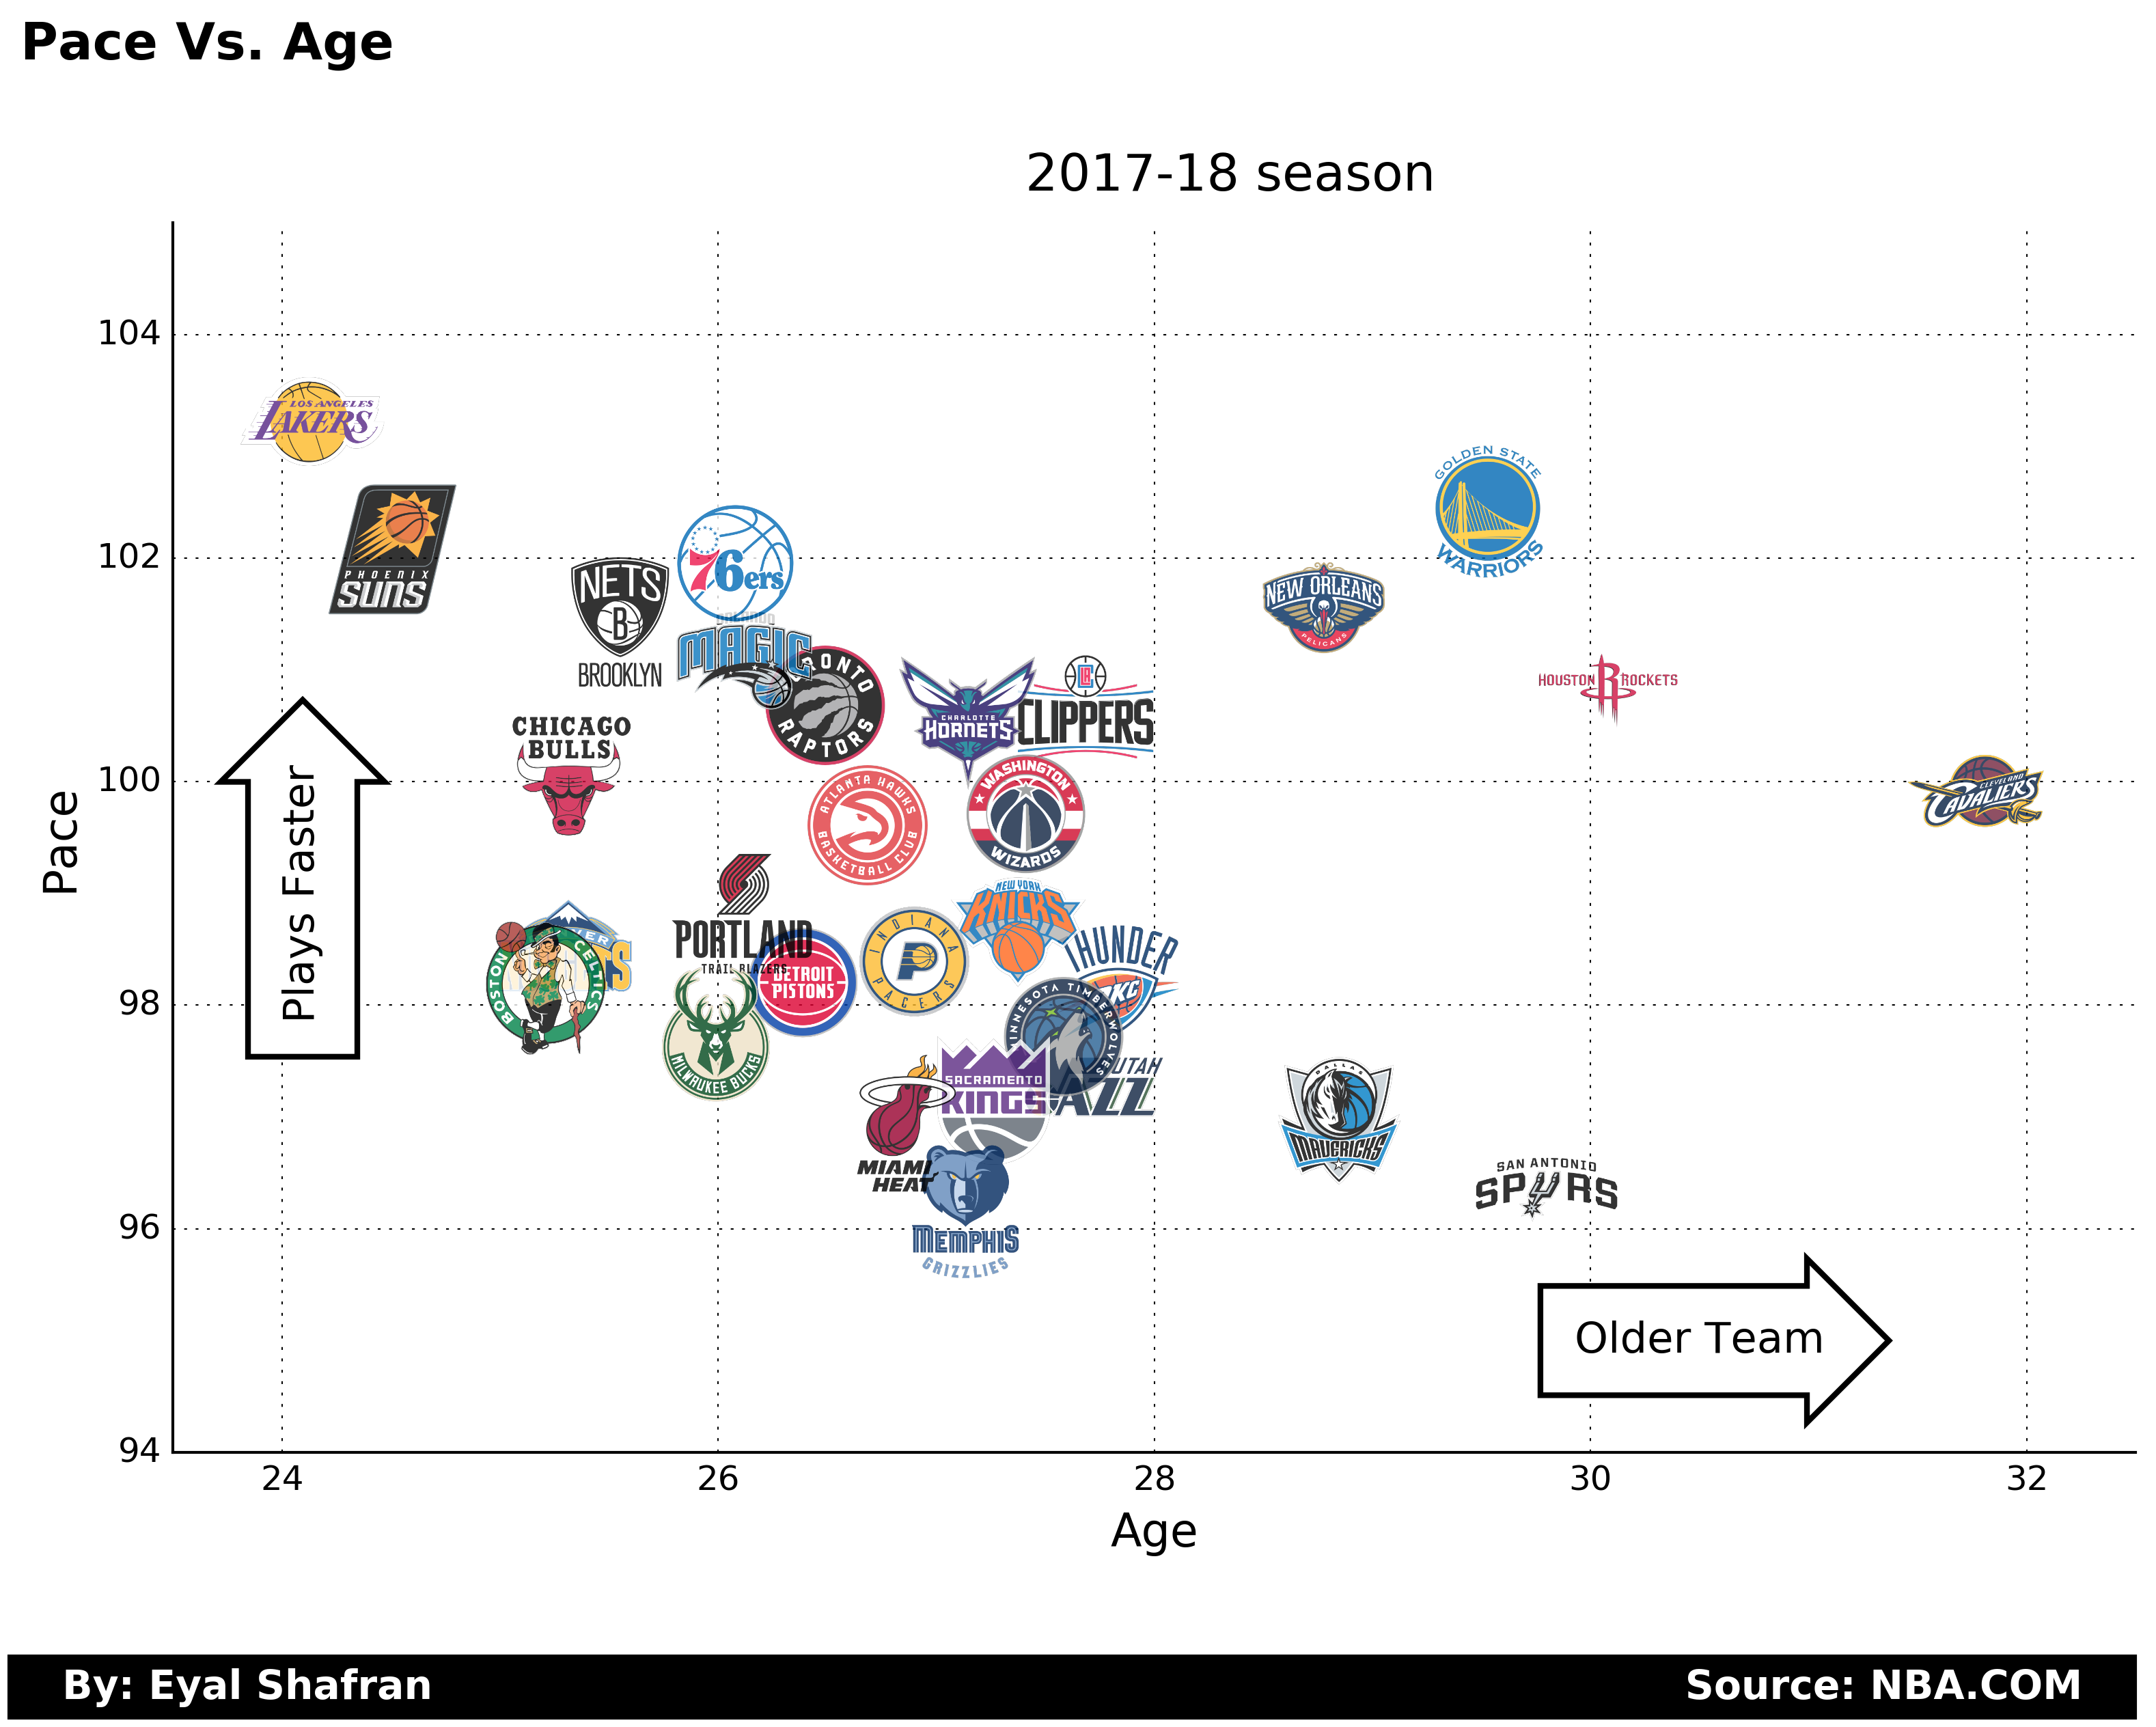 Pace Vs. Age
2017-18 season
104
102
100
98
96
94
24
26
28
30
32
Pace
Age
Plays Faster
Older Team
LOS ANGELES
LAKERS
PHOENIX
SUNS
NETS
B
BROOKLYN
76ers
MAGIC
RAPTORS
CHICAGO
BULLS
CHARLOTTE
HORNETS
CLIPPERS
ATLANTA HAWKS
BASKETBALL CLUB
WASHINGTON
WIZARDS
NEW ORLEANS
PELICANS
GOLDEN STATE
WARRIORS
HOUSTON R ROCKETS
CLEVELAND
CAVALIERS
PORTLAND
TRAIL BLAZERS
DETROIT
PISTONS
BOSTON
CELTICS
MILWAUKEE BUCKS
INDIANA
P
PACERS
NEW YORK
KNICKS
THUNDER
OKC
MINNESOTA TIMBERWOLVES
UTAH
SACRAMENTO
KINGS
MIAMI
HEAT
MEMPHIS
GRIZZLIES
DALLAS
MAVERICKS
SAN ANTONIO
SPURS
By: Eyal Shafran
Source: NBA.COM